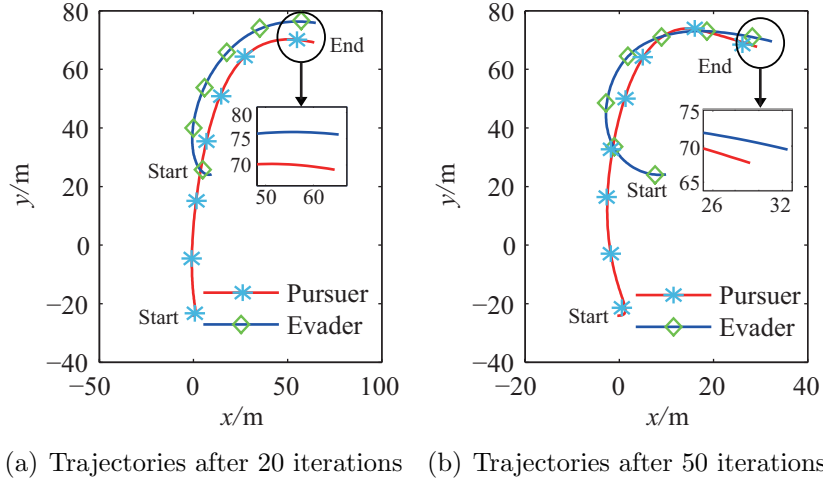 80
60
40
20
0
−20
−40
y/m
−50
0
50
100
x/m
End
80
75
70
50
60
Start
Start
Pursuer
Evader
(a) Trajectories after 20 iterations
80
60
40
20
0
−20
−40
y/m
−20
0
20
40
x/m
End
75
70
65
26
32
Start
Start
Pursuer
Evader
(b) Trajectories after 50 iterations